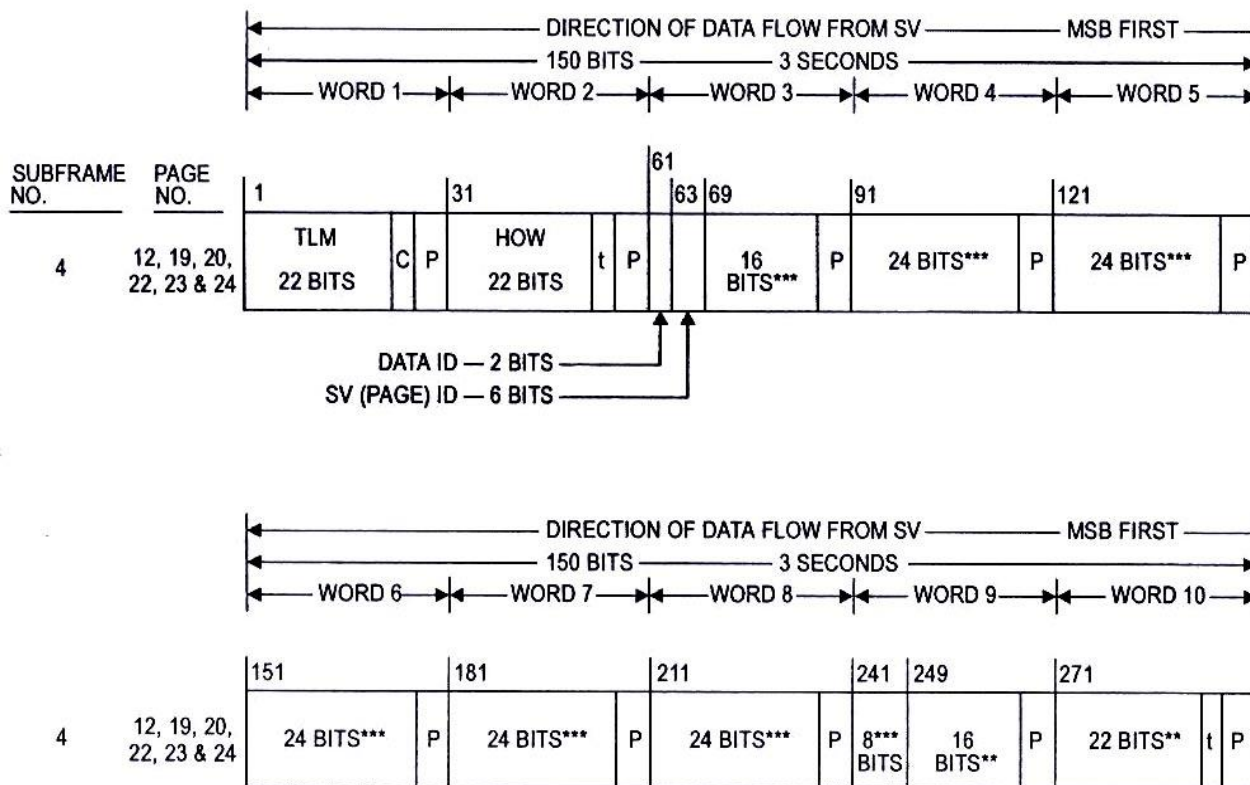 DIRECTION OF DATA FLOW FROM SV MSB FIRST
150 BITS 3 SECONDS
WORD 1 WORD 2 WORD 3 WORD 4 WORD 5
SUBFRAME NO. PAGE NO.
1 31 61 63 69 91 121
4
12, 19, 20,
22, 23 & 24
TLM
22 BITS
C P
HOW
22 BITS
t P
16
BITS***
P
24 BITS***
P
24 BITS***
P
DATA ID — 2 BITS
SV (PAGE) ID — 6 BITS
DIRECTION OF DATA FLOW FROM SV MSB FIRST
150 BITS 3 SECONDS
WORD 6 WORD 7 WORD 8 WORD 9 WORD 10
151 181 211 241 249 271
4
12, 19, 20,
22, 23 & 24
24 BITS***
P
24 BITS***
P
24 BITS***
P
8***
BITS
16
BITS**
P
22 BITS**
t P